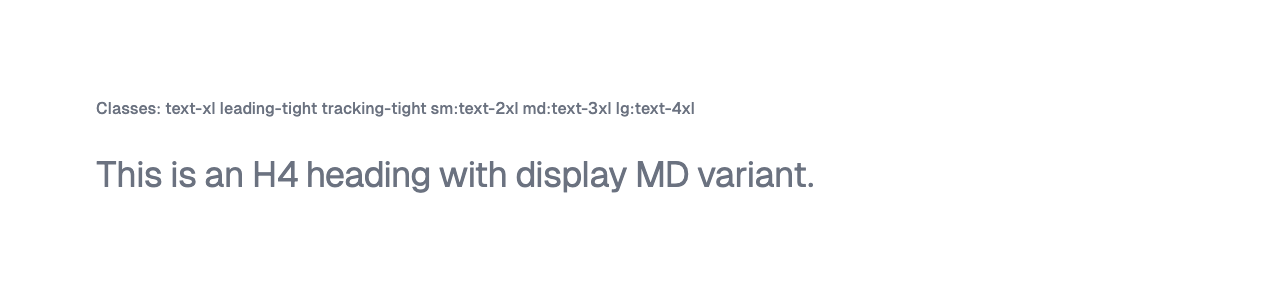 Classes: text-xl leading-tight tracking-tight sm:text-2xl md:text-3xl lg:text-4xl
This is an H4 heading with display MD variant.